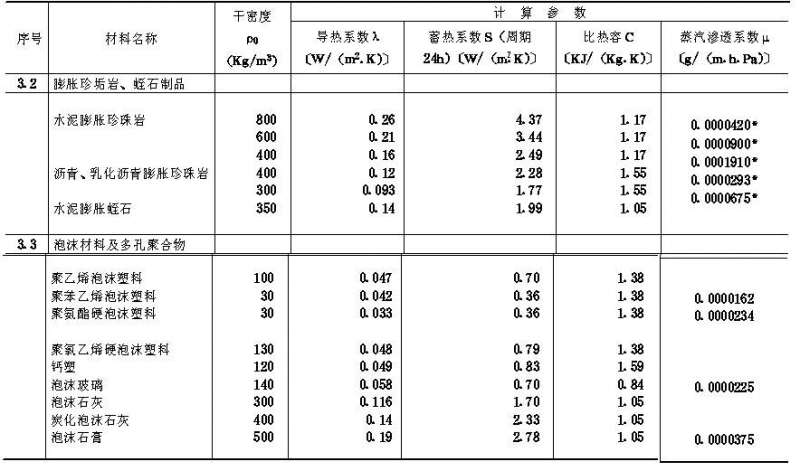 计 算 参 数
序号 材料名称 干密度 ρ0 (Kg/m³) 导热系数λ 〔W/（m².K）〕 蓄热系数S（周期24h）〔W/（㎡K）〕 比热容C 〔KJ/（Kg.K）〕 蒸汽渗透系数μ 〔g/（m.h.Pa）〕
3.2 膨胀珍垢岩、蛭石制品
水泥膨胀珍珠岩 800 0.26 4.37 1.17 0.0000420*
600 0.21 3.44 1.17 0.0000900*
400 0.16 2.49 1.17 0.0001910*
沥青、乳化沥青膨胀珍珠岩 400 0.12 2.28 1.55 0.0000293*
300 0.093 1.77 1.55 0.0000675*
水泥膨胀蛭石 350 0.14 1.99 1.05
3.3 泡沫材料及多孔聚合物
聚乙烯泡沫塑料 100 0.047 0.70 1.38
聚苯乙烯泡沫塑料 30 0.042 0.36 1.38 0.0000162
聚氨酯硬泡沫塑料 30 0.033 0.36 1.38 0.0000234
聚氯乙烯硬泡沫塑料 130 0.048 0.79 1.38
钙塑 120 0.049 0.83 1.59
泡沫玻璃 140 0.058 0.70 0.84 0.0000225
泡沫石灰 300 0.116 1.70 1.05
炭化泡沫石灰 400 0.14 2.33 1.05
泡沫石膏 500 0.19 2.78 1.05 0.0000375